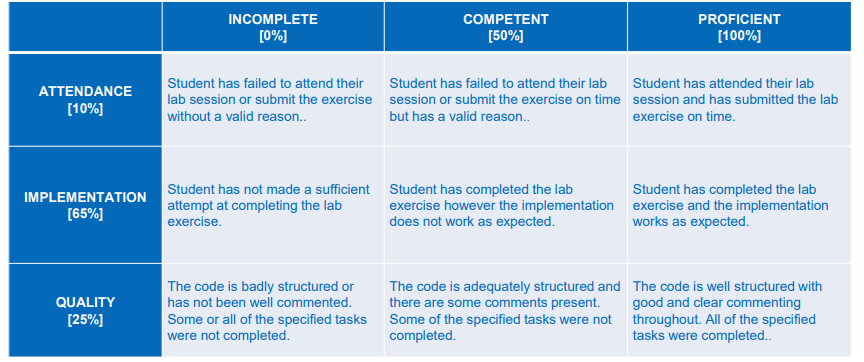 INCOMPLETE
[0%]
COMPETENT
[50%]
PROFICIENT
[100%]
ATTENDANCE
[10%]
Student has failed to attend their
lab session or submit the exercise
without a valid reason..
Student has failed to attend their lab
session or submit the exercise on time
but has a valid reason..
Student has attended their lab
session and has submitted the lab
exercise on time.
IMPLEMENTATION
[65%]
Student has not made a sufficient
attempt at completing the lab
exercise.
Student has completed the lab
exercise however the implementation
does not work as expected.
Student has completed the lab
exercise and the implementation
works as expected.
QUALITY
[25%]
The code is badly structured or
has not been well commented.
Some or all of the specified tasks
were not completed.
The code is adequately structured and
there are some comments present.
Some of the specified tasks were not
completed.
The code is well structured with
good and clear commenting
throughout. All of the specified
tasks were completed..